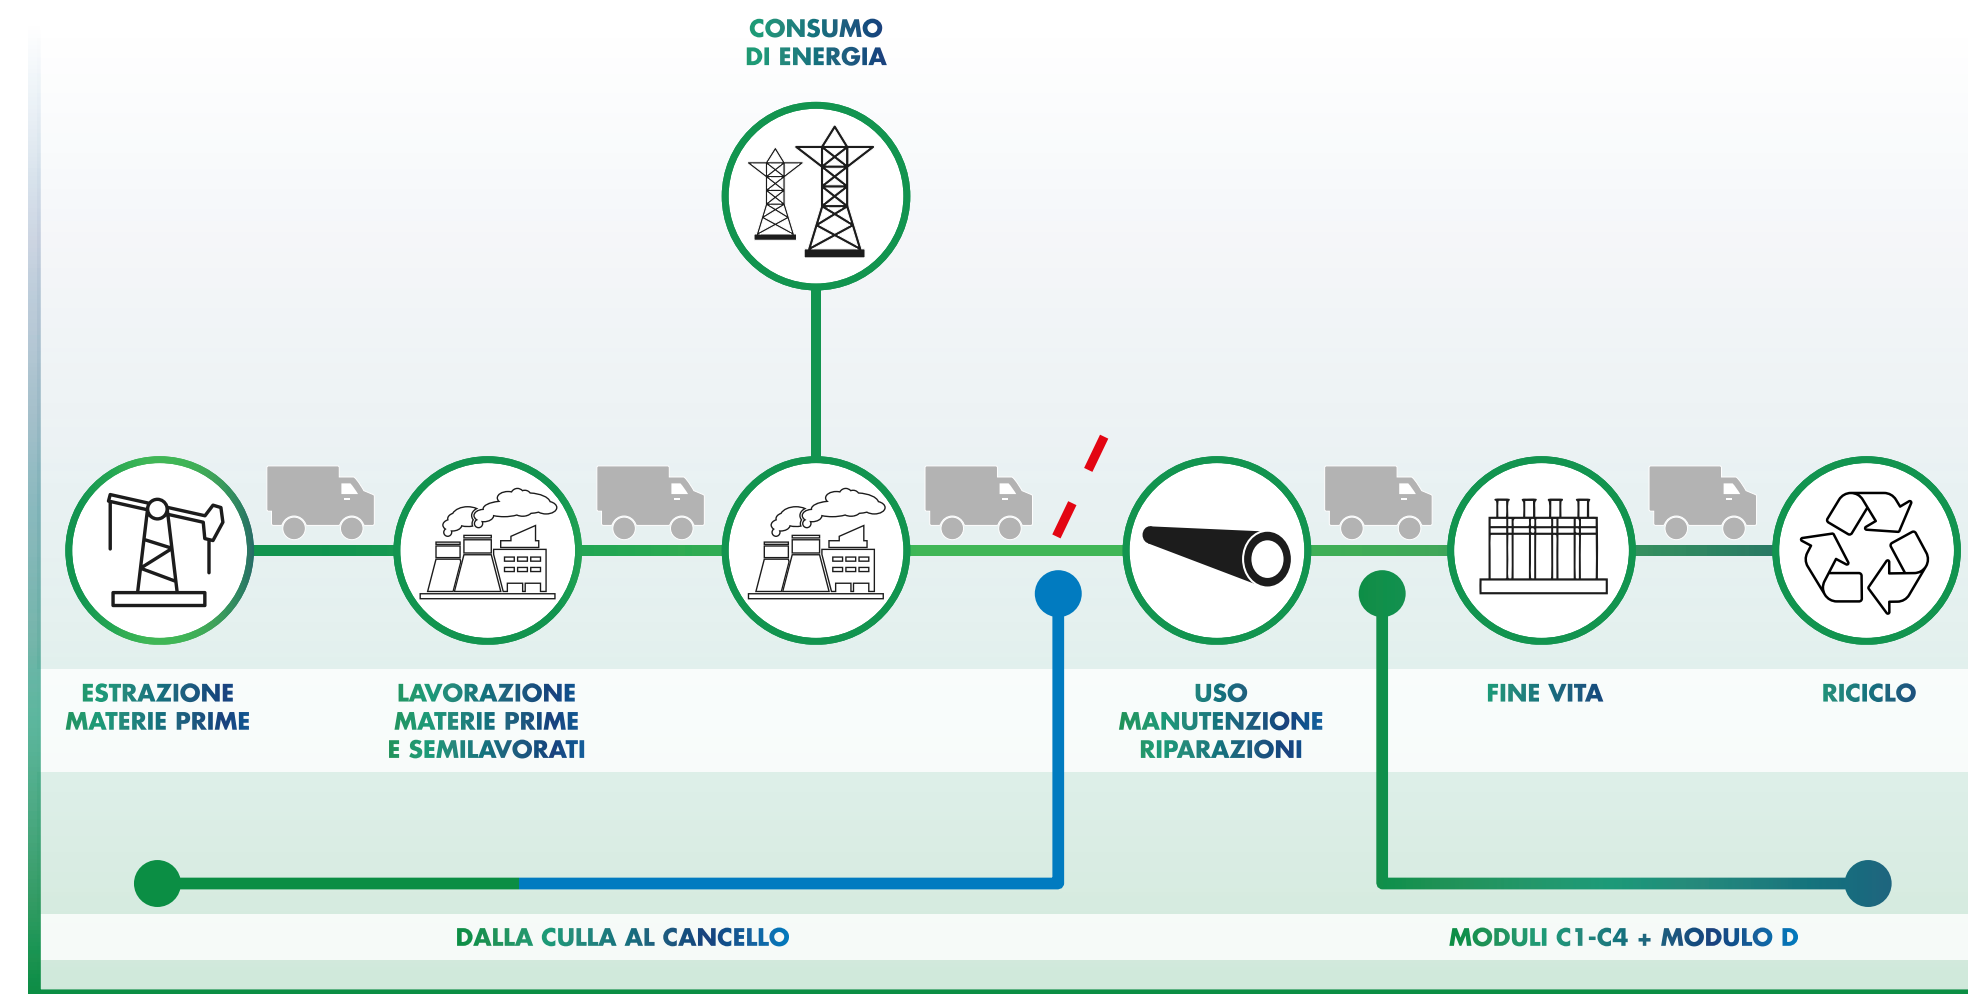 CONSUMO
DI ENERGIA
ESTRAZIONE
MATERIE PRIME
LAVORAZIONE
MATERIE PRIME
E SEMILAVORATI
USO
MANUTENZIONE
RIPARAZIONI
FINE VITA
RICICLO
DALLA CULLA AL CANCELLO
MODULI C1-C4 + MODULO D